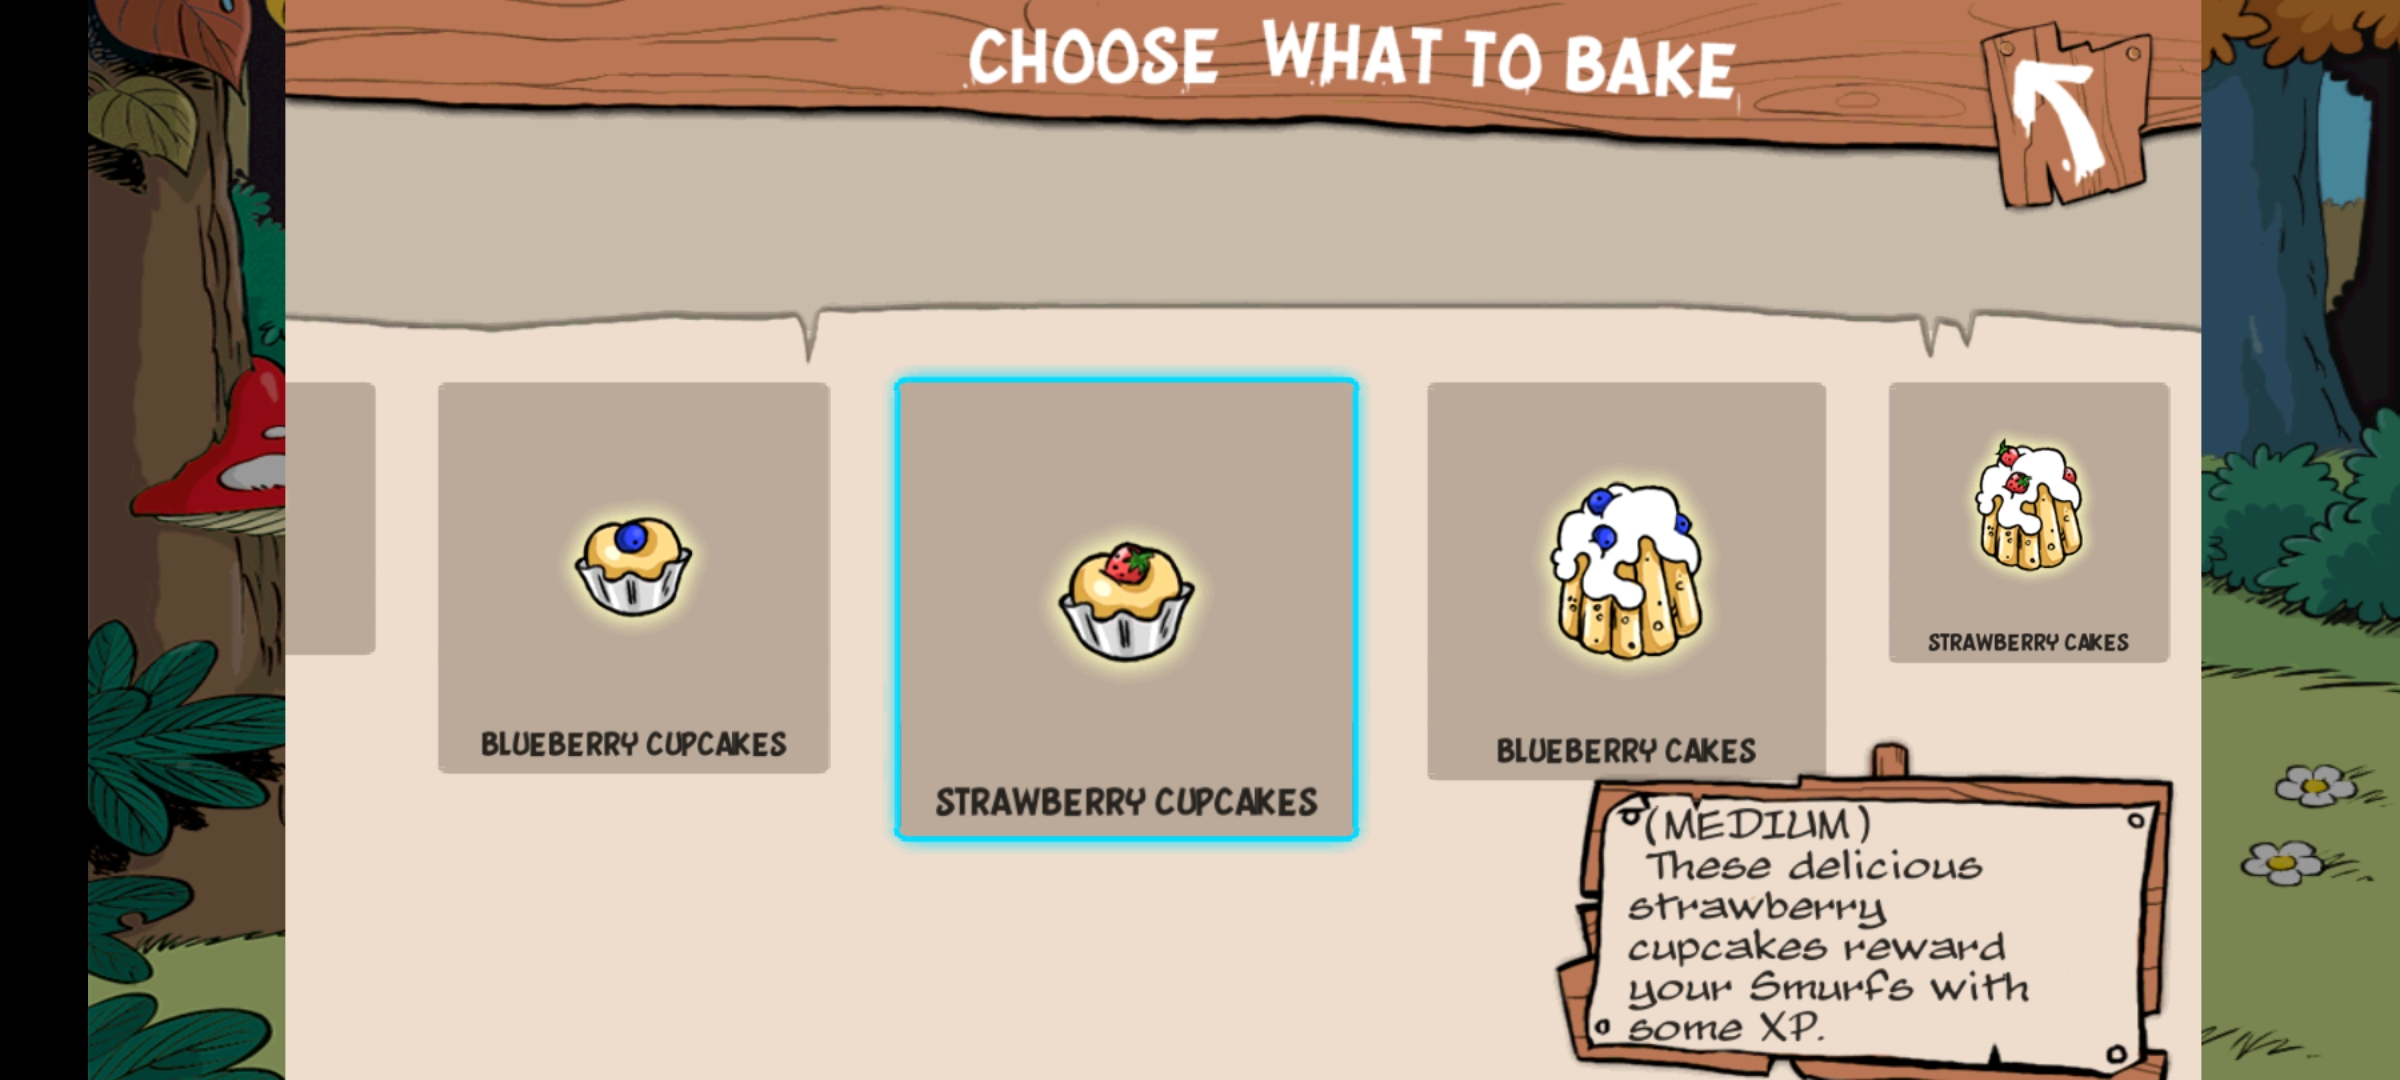 CHOOSE WHAT TO BAKE
BLUEBERRY CUPCAKES
STRAWBERRY CUPCAKES
BLUEBERRY CAKES
STRAWBERRY CAKES
(MEDIUM)
These delicious
strawberry
cupcakes reward
your Smurfs with
some XP.